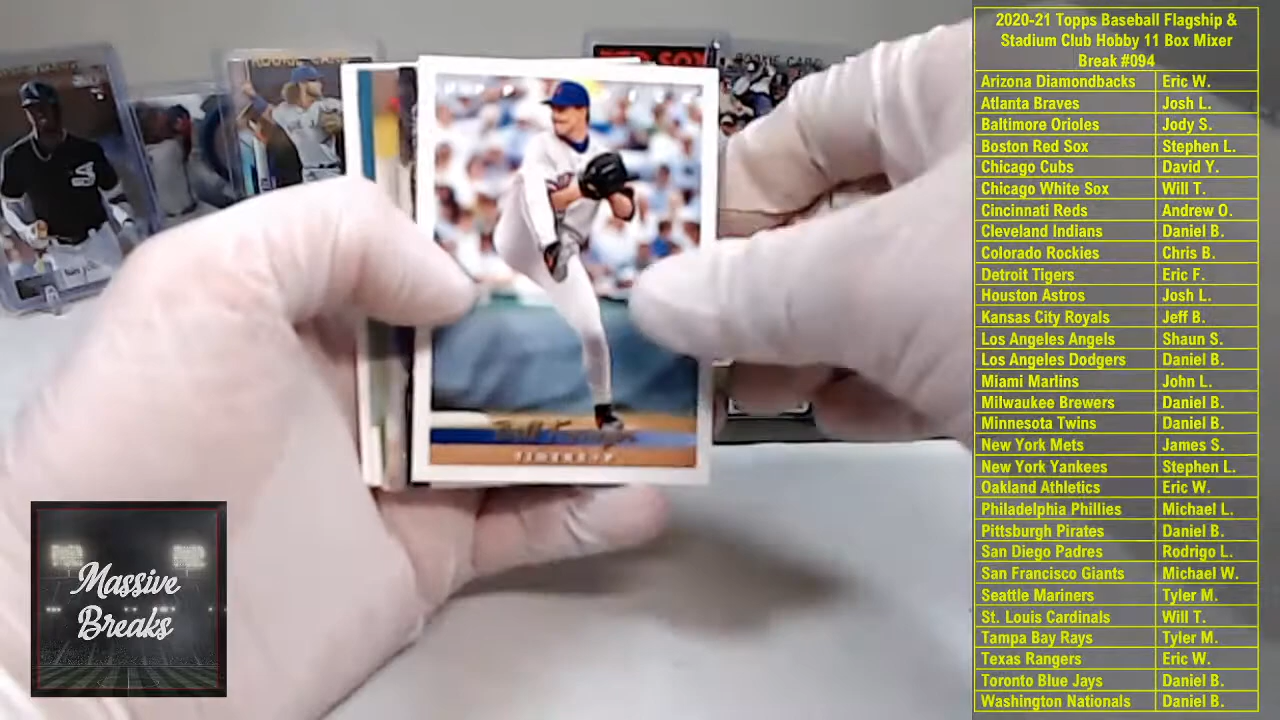 2020-21 Topps Baseball Flagship &
Stadium Club Hobby 11 Box Mixer
Break #094
Arizona Diamondbacks Eric W.
Atlanta Braves Josh L.
Baltimore Orioles Jody S.
Boston Red Sox Stephen L.
Chicago Cubs David Y.
Chicago White Sox Will T.
Cincinnati Reds Andrew O.
Cleveland Indians Daniel B.
Colorado Rockies Chris B.
Detroit Tigers Eric F.
Houston Astros Josh L.
Kansas City Royals Jeff B.
Los Angeles Angels Shaun S.
Los Angeles Dodgers Daniel B.
Miami Marlins John L.
Milwaukee Brewers Daniel B.
Minnesota Twins Daniel B.
New York Mets James S.
New York Yankees Stephen L.
Oakland Athletics Eric W.
Philadelphia Phillies Michael L.
Pittsburgh Pirates Daniel B.
San Diego Padres Rodrigo L.
San Francisco Giants Michael W.
Seattle Mariners Tyler M.
St. Louis Cardinals Will T.
Tampa Bay Rays Tyler M.
Texas Rangers Eric W.
Toronto Blue Jays Daniel B.
Washington Nationals Daniel B.
RED SOX
ROOKIE CARD
Massive
Breaks